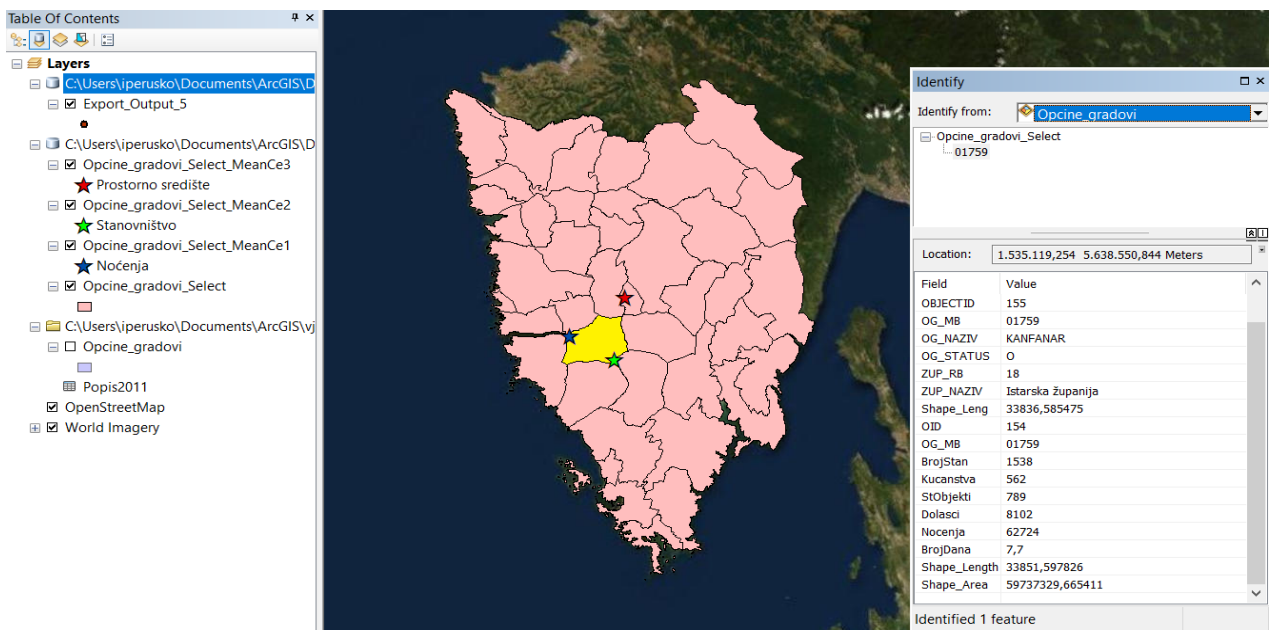 Table Of Contents
Layers
C:\Users\iperusko\Documents\ArcGIS\D
Export_Output_5
C:\Users\iperusko\Documents\ArcGIS\D
Opcine_gradovi_Select_MeanCe3
Prostorno središte
Opcine_gradovi_Select_MeanCe2
Stanovništvo
Opcine_gradovi_Select_MeanCe1
Noćenja
Opcine_gradovi_Select
C:\Users\iperusko\Documents\ArcGIS\vj
Opcine_gradovi
Popis2011
OpenStreetMap
World Imagery
Identify
Identify from: Opcine_gradovi
Opcine_gradovi_Select
01759
Location: 1.535.119,254 5.638.550,844 Meters
Field Value
OBJECTID 155
OG_MB 01759
OG_NAZIV KANFANAR
OG_STATUS O
ZUP_RB 18
ZUP_NAZIV Istarska županija
Shape_Leng 33836,585475
OID 154
OG_MB 01759
BrojStan 1538
Kucanstva 562
StObjekti 789
Dolasci 8102
Nocenja 62724
BrojDana 7,7
Shape_Length 33851,597826
Shape_Area 59737329,665411
Identified 1 feature